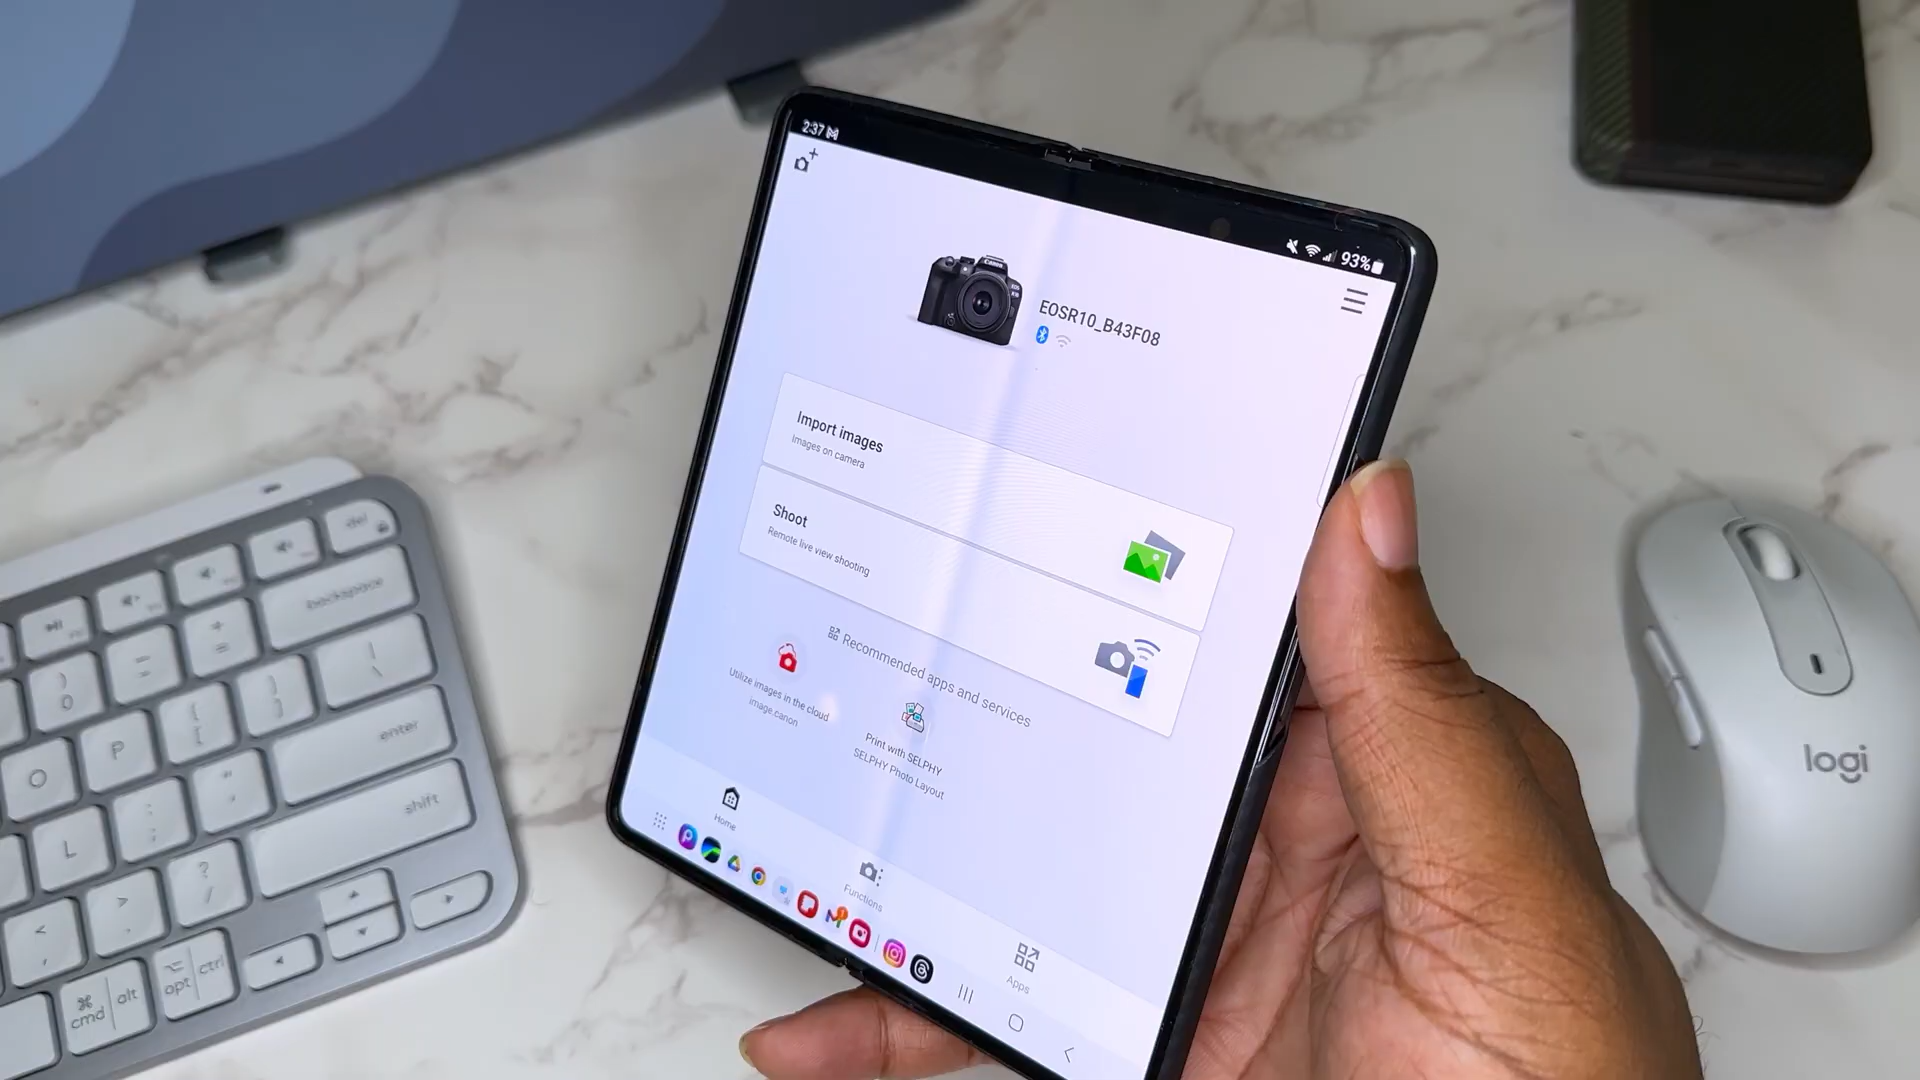 2:37
93%
Canon
EOSR10_B43F08
Import images
Images on camera
Shoot
Remote live view shooting
Recommended apps and services
Utilize images in the cloud
image.canon
Print with SELPHY
SELPHY Photo Layout
Home
Functions
Apps
del
backspace
enter
shift
P
O
L
cmd
alt
opt
ctrl
logi